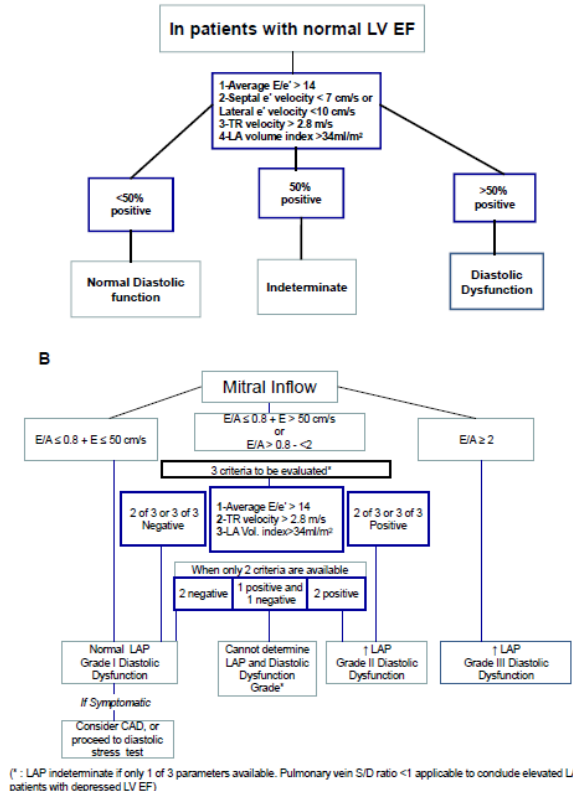 In patients with normal LV EF
1-Average E/e' > 14
2-Septal e' velocity < 7 cm/s or
Lateral e' velocity <10 cm/s
3-TR velocity > 2.8 m/s
4-LA volume index >34ml/m²
<50%
positive
50%
positive
>50%
positive
Normal Diastolic
function
Indeterminate
Diastolic
Dysfunction
B
Mitral Inflow
E/A ≤ 0.8 + E ≤ 50 cm/s
E/A ≤ 0.8 + E > 50 cm/s
or
E/A > 0.8 - <2
E/A ≥ 2
3 criteria to be evaluated*
2 of 3 or 3 of 3
Negative
1-Average E/e' > 14
2-TR velocity > 2.8 m/s
3-LA Vol. index>34ml/m²
2 of 3 or 3 of 3
Positive
When only 2 criteria are available
2 negative
1 positive and
1 negative
2 positive
Normal LAP
Grade I Diastolic
Dysfunction
Cannot determine
LAP and Diastolic
Dysfunction
Grade*
↑ LAP
Grade II Diastolic
Dysfunction
↑ LAP
Grade III Diastolic
Dysfunction
If Symptomatic
Consider CAD, or
proceed to diastolic
stress test
(* : LAP indeterminate if only 1 of 3 parameters available. Pulmonary vein S/D ratio <1 applicable to conclude elevated
patients with depressed LV EF)